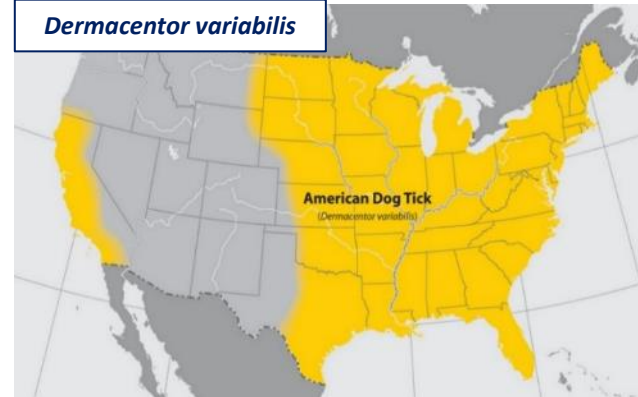 Dermacentor variabilis
American Dog Tick
(Dermacentor variabilis)